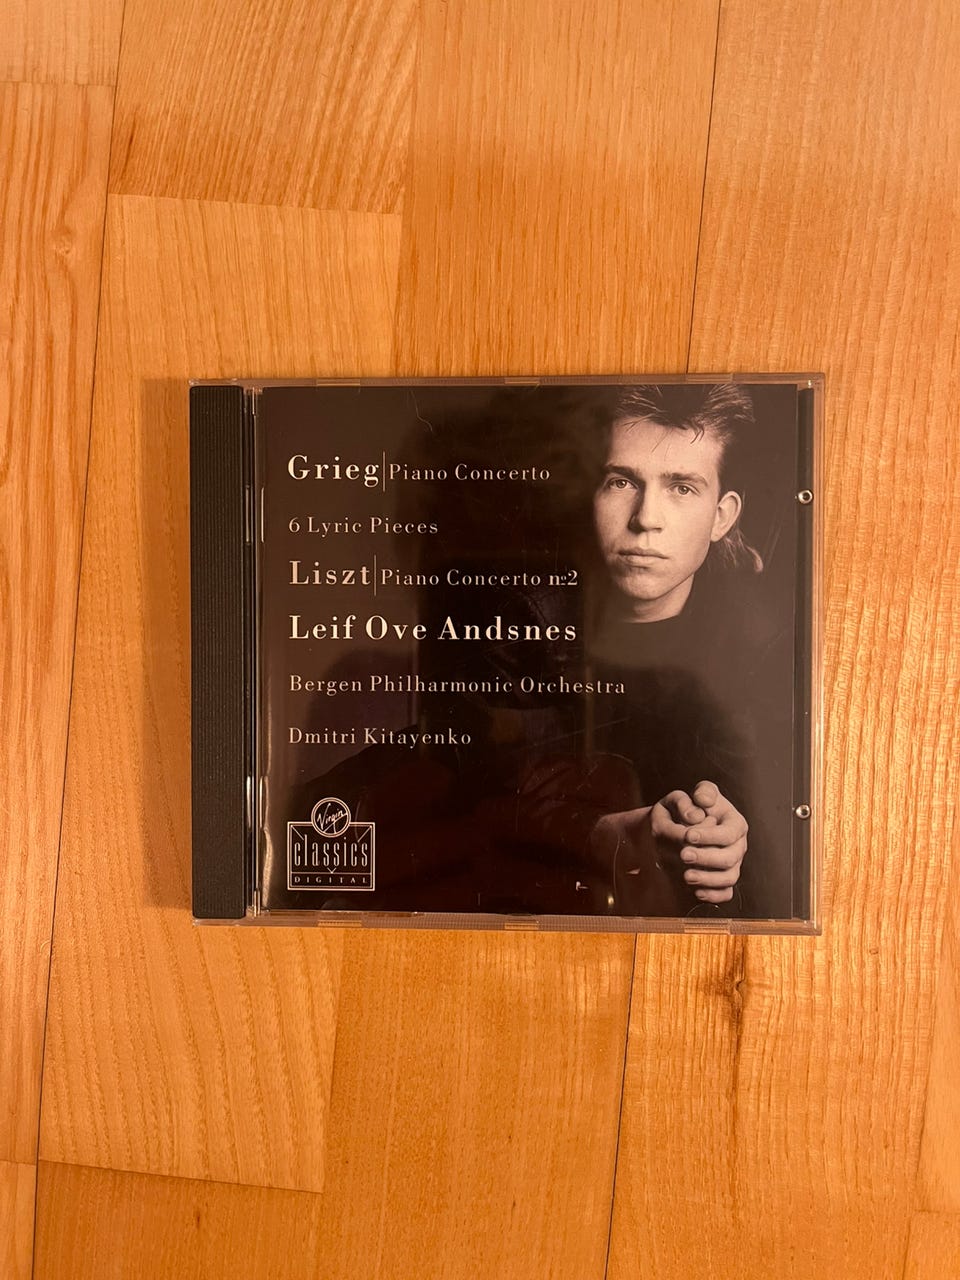 Grieg|Piano Concerto
6 Lyric Pieces
Liszt|Piano Concerto nº2
Leif Ove Andsnes
Bergen Philharmonic Orchestra
Dmitri Kitayenko
Virgin
classics
DIGITAL